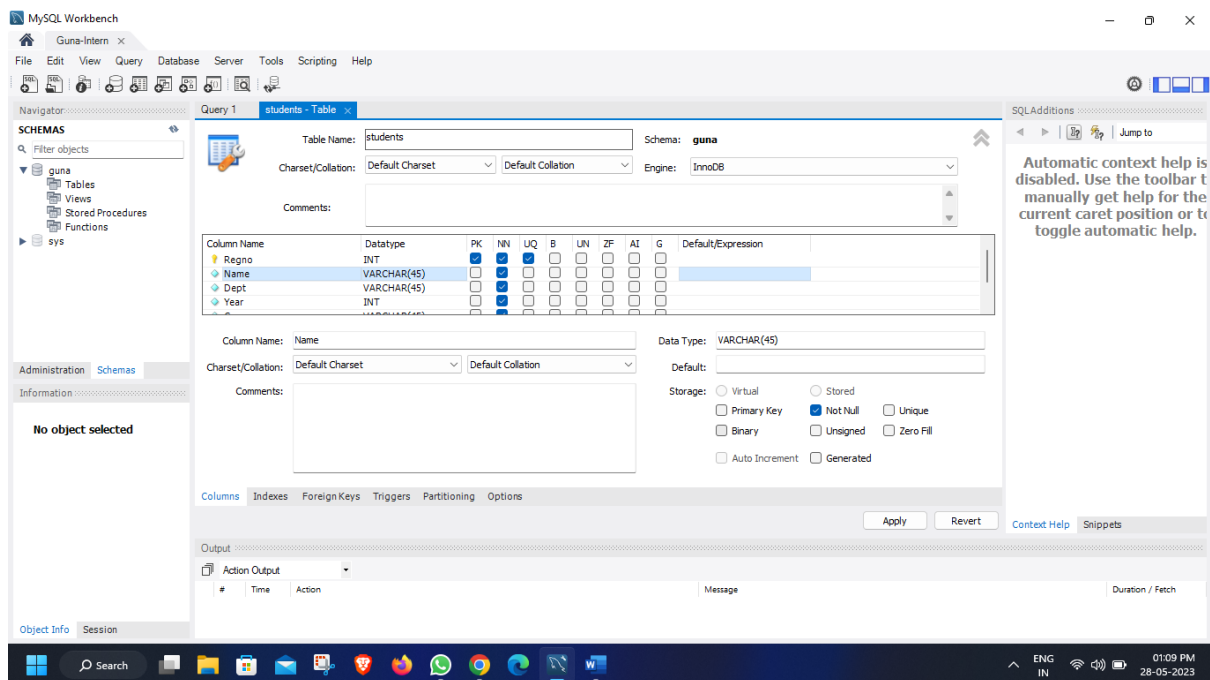 MySQL Workbench
Guna-Intern
File Edit View Query Database Server Tools Scripting Help
Navigator
SCHEMAS
Filter objects
guna
Tables
Views
Stored Procedures
Functions
sys
Administration Schemas
Information
No object selected
Object Info Session
Query 1 students - Table
Table Name: students Schema: guna
Charset/Collation: Default Charset Default Collation Engine: InnoDB
Comments:
Column Name Datatype PK NN UQ B UN ZF AI G Default/Expression
Regno INT
Name VARCHAR(45)
Dept VARCHAR(45)
Year INT
VARCHAR(45)
Column Name: Name Data Type: VARCHAR(45)
Charset/Collation: Default Charset Default Collation Default:
Comments: Storage: Virtual Stored
Primary Key Not Null Unique
Binary Unsigned Zero Fill
Auto Increment Generated
Columns Indexes Foreign Keys Triggers Partitioning Options
Apply Revert
Output
Action Output
# Time Action Message Duration / Fetch
SQLAdditions
Jump to
Automatic context help is
disabled. Use the toolbar t
manually get help for the
current caret position or to
toggle automatic help.
Context Help Snippets
Search
ENG
IN
01:09 PM
28-05-2023